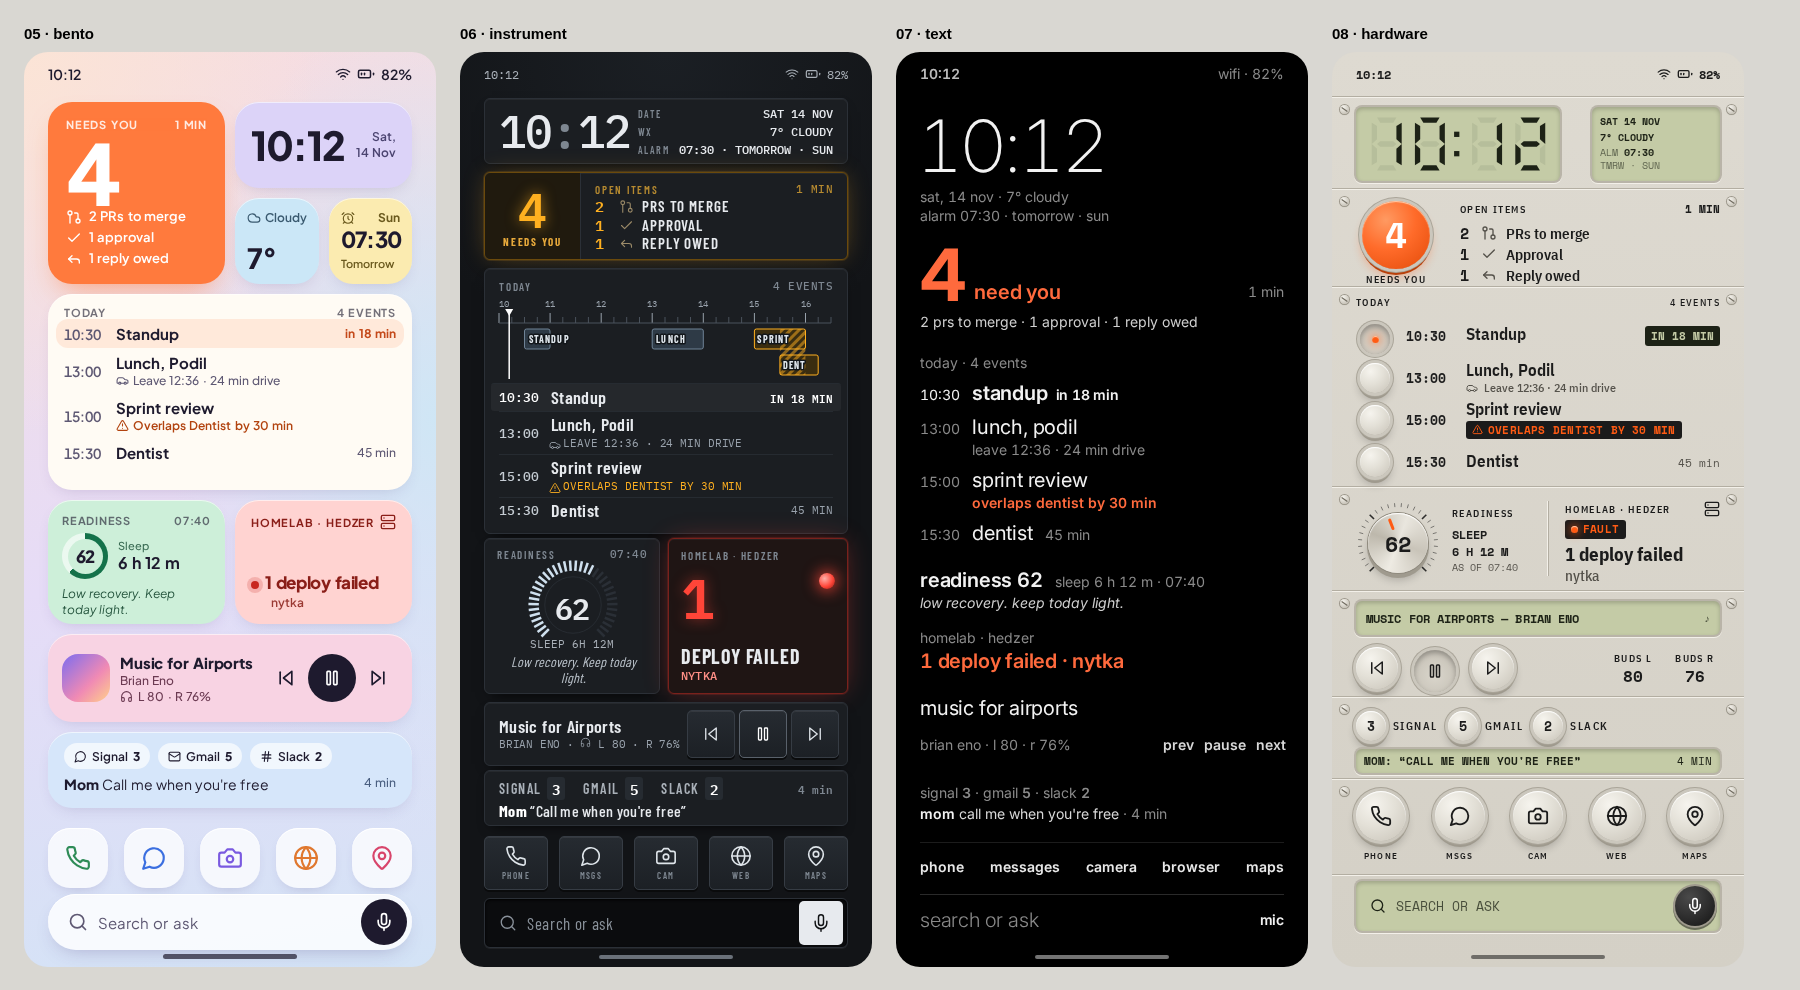 05 · bento
10:12
82%
NEEDS YOU 1 MIN
4
2 PRs to merge
1 approval
1 reply owed
10:12
Sat,
14 Nov
Cloudy
7°
Sun
07:30
Tomorrow
TODAY 4 EVENTS
10:30 Standup in 18 min
13:00 Lunch, Podil
Leave 12:36 · 24 min drive
15:00 Sprint review
Overlaps Dentist by 30 min
15:30 Dentist 45 min
READINESS 07:40
62
Sleep
6 h 12 m
Low recovery. Keep
today light.
HOMELAB · HEDZER
1 deploy failed
nytka
Music for Airports
Brian Eno
L 80 · R 76%
Signal 3 Gmail 5 Slack 2
Mom Call me when you're free 4 min
Search or ask
06 · instrument
10:12 82%
10:12
DATE SAT 14 NOV
WX 7° CLOUDY
ALARM 07:30 · TOMORROW · SUN
4
NEEDS YOU
OPEN ITEMS 1 MIN
2 PRS TO MERGE
1 APPROVAL
1 REPLY OWED
TODAY 4 EVENTS
10 11 12 13 14 15 16
STANDUP LUNCH SPRINT
DENT
10:30 Standup IN 18 MIN
13:00 Lunch, Podil
LEAVE 12:36 · 24 MIN DRIVE
15:00 Sprint review
OVERLAPS DENTIST BY 30 MIN
15:30 Dentist 45 MIN
READINESS 07:40
62
SLEEP 6H 12M
Low recovery. Keep today
light.
HOMELAB · HEDZER
1
DEPLOY FAILED
NYTKA
Music for Airports
BRIAN ENO · L 80 · R 76%
SIGNAL 3 GMAIL 5 SLACK 2 4 min
Mom “Call me when you're free”
PHONE MSGS CAM WEB MAPS
Search or ask
07 · text
10:12 wifi · 82%
10:12
sat, 14 nov · 7° cloudy
alarm 07:30 · tomorrow · sun
4 need you 1 min
2 prs to merge · 1 approval · 1 reply owed
today · 4 events
10:30 standup in 18 min
13:00 lunch, podil
leave 12:36 · 24 min drive
15:00 sprint review
overlaps dentist by 30 min
15:30 dentist 45 min
readiness 62 sleep 6 h 12 m · 07:40
low recovery. keep today light.
homelab · hedzer
1 deploy failed · nytka
music for airports
brian eno · l 80 · r 76% prev pause next
signal 3 · gmail 5 · slack 2
mom call me when you're free · 4 min
phone messages camera browser maps
search or ask mic
08 · hardware
10:12 82%
10:12
SAT 14 NOV
7° CLOUDY
ALM 07:30
TMRW · SUN
4
NEEDS YOU
OPEN ITEMS 1 MIN
2 PRs to merge
1 Approval
1 Reply owed
TODAY 4 EVENTS
10:30 Standup IN 18 MIN
13:00 Lunch, Podil
Leave 12:36 · 24 min drive
15:00 Sprint review
OVERLAPS DENTIST BY 30 MIN
15:30 Dentist 45 min
62
READINESS
SLEEP
6 H 12 M
AS OF 07:40
HOMELAB · HEDZER
FAULT
1 deploy failed
nytka
MUSIC FOR AIRPORTS — BRIAN ENO ♪
BUDS L BUDS R
80 76
3 SIGNAL 5 GMAIL 2 SLACK
MOM: “CALL ME WHEN YOU'RE FREE” 4 MIN
PHONE MSGS CAM WEB MAPS
SEARCH OR ASK